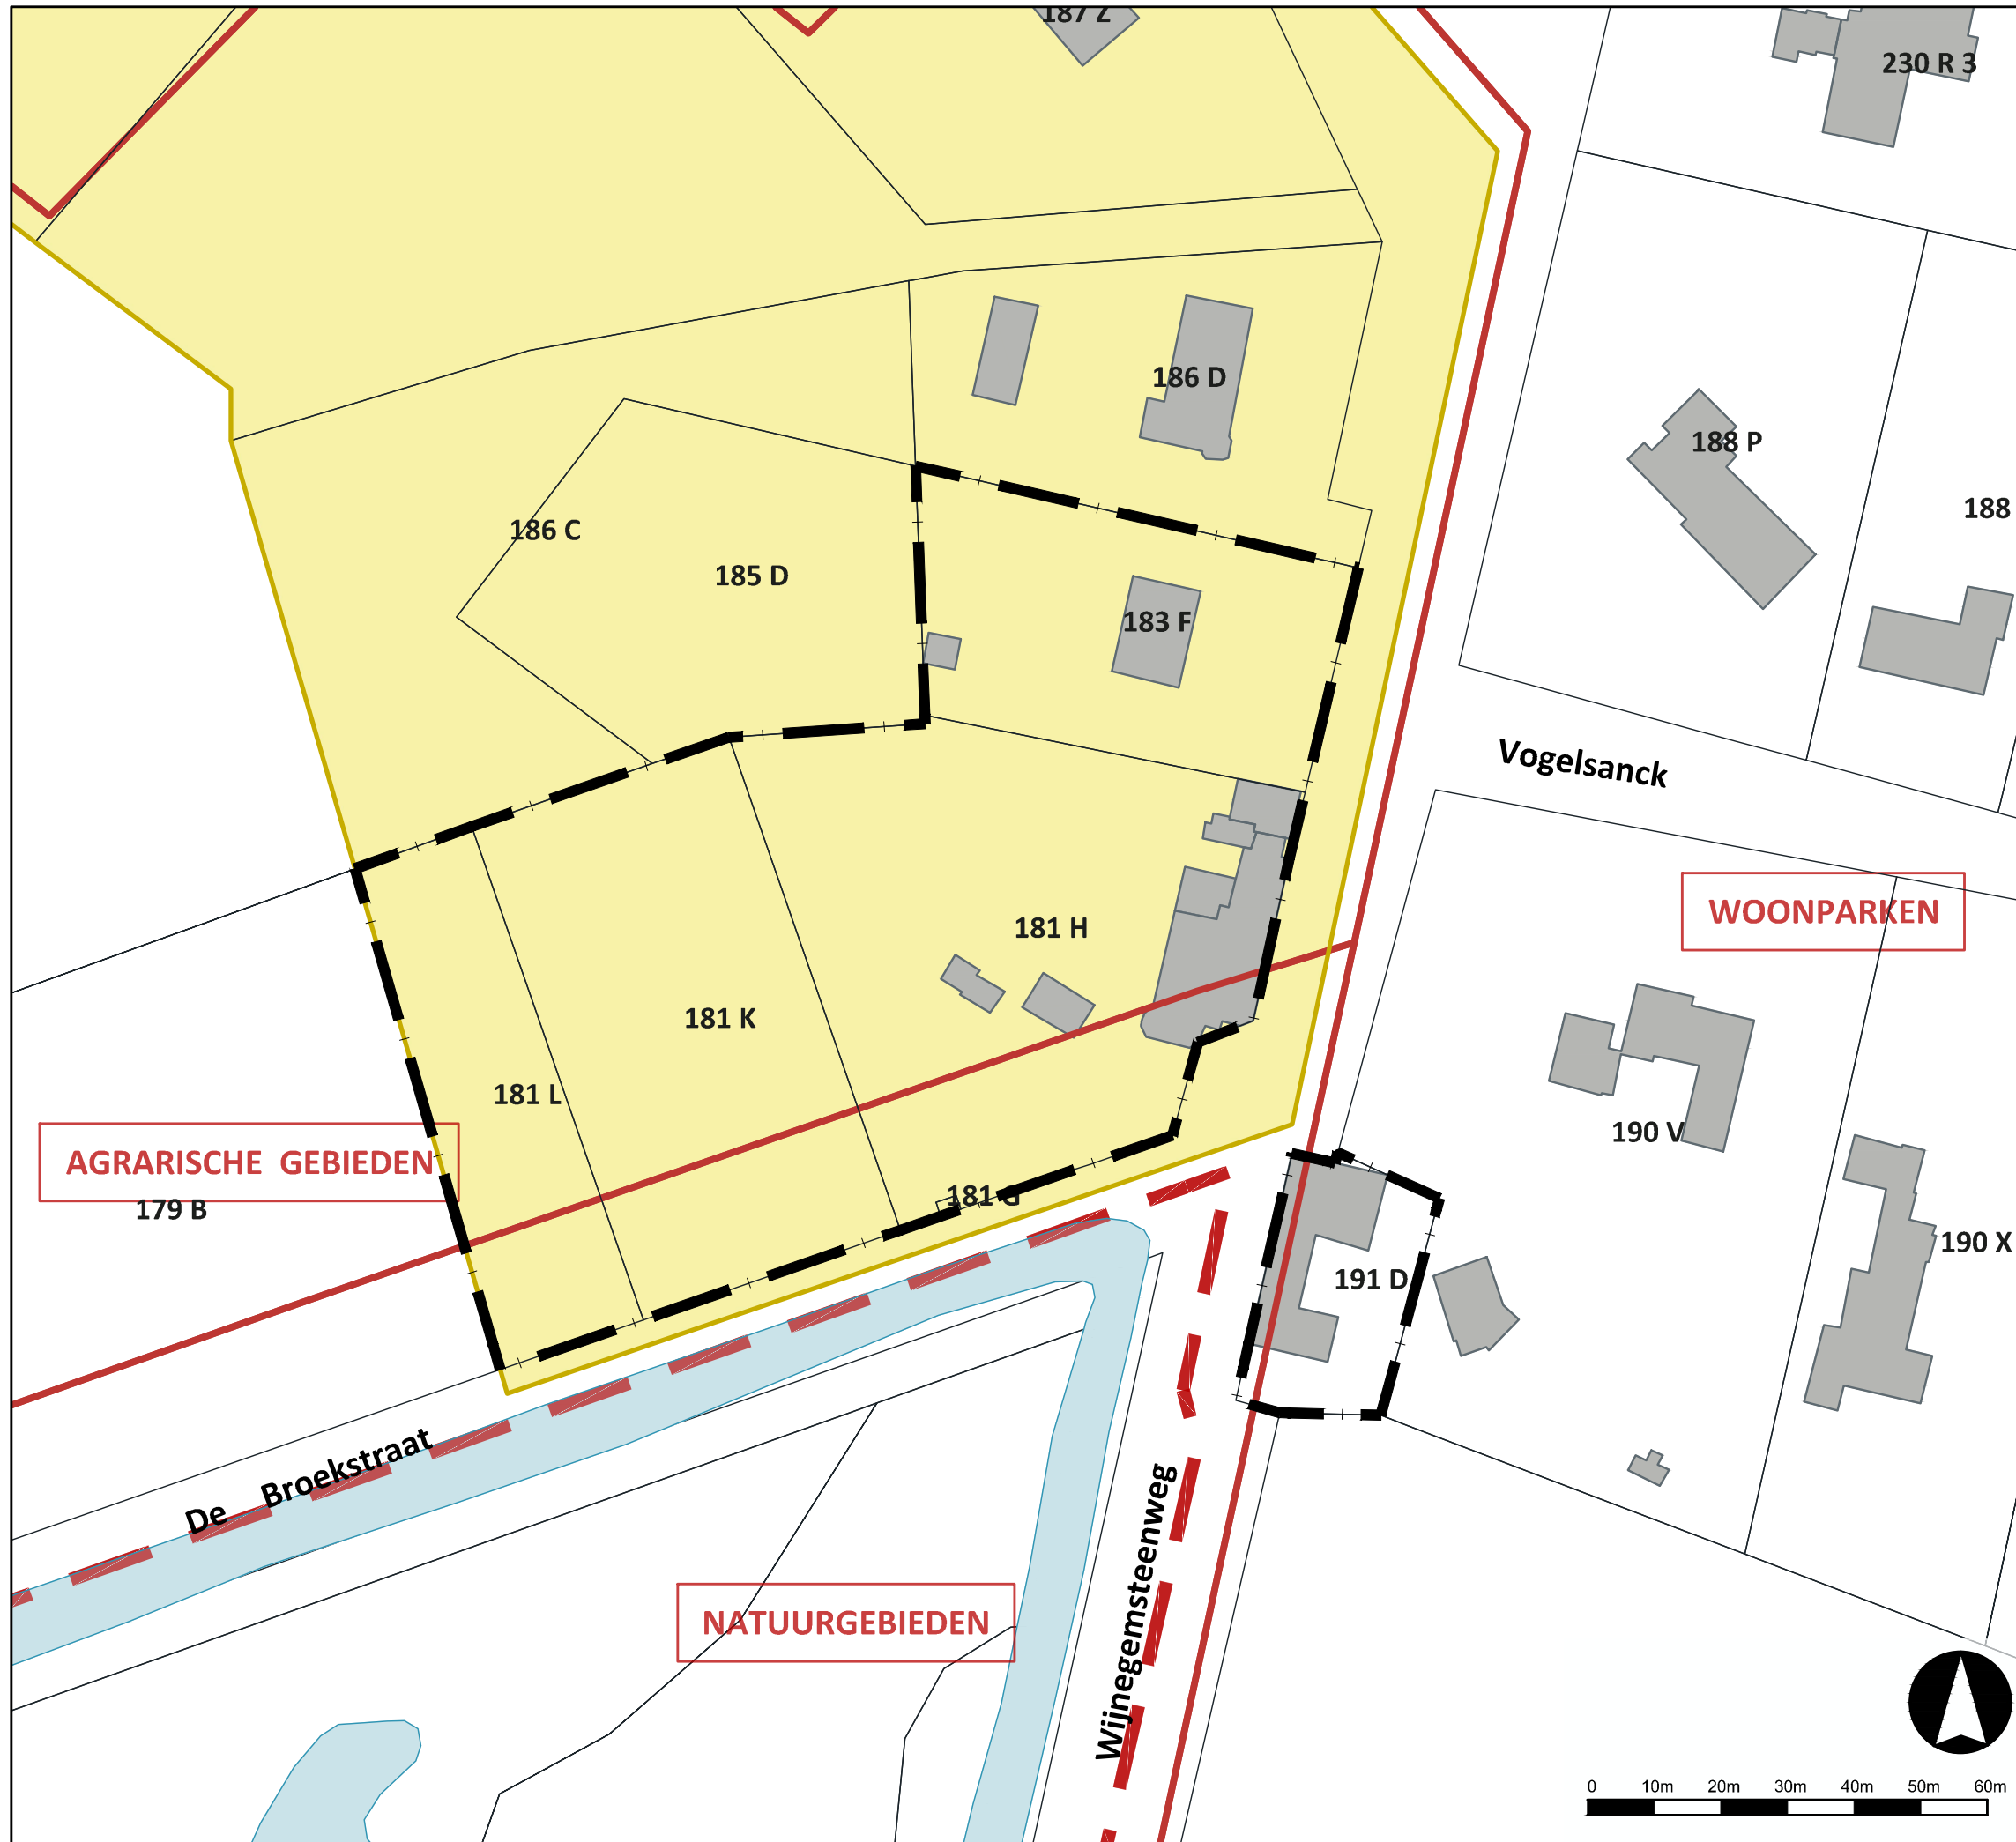 187 Z
230 R 3
186 D
188 P
188
186 C
185 D
183 F
Vogelsanck
WOONPARKEN
181 H
181 K
181 L
190 V
AGRARISCHE GEBIEDEN
179 B
181 G
190 X
191 D
De Broekstraat
Wijnegemsteenweg
NATUURGEBIEDEN
0 10m 20m 30m 40m 50m 60m